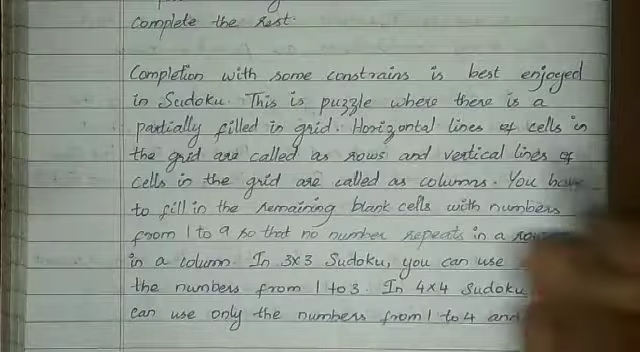 complete the rest.
Completion with some constrains is best enjoyed
in Sudoku. This is puzzle where there is a
partially filled in grid. Horizontal lines of cells in
the grid are called as rows and vertical lines of
cells in the grid are called as columns. You have
to fill in the remaining blank cells with numbers
from 1 to 9 so that no number repeats in a row
in a column. In 3x3 Sudoku, you can use
the numbers from 1 to 3. In 4x4 Sudoku
can use only the numbers from 1 to 4 and